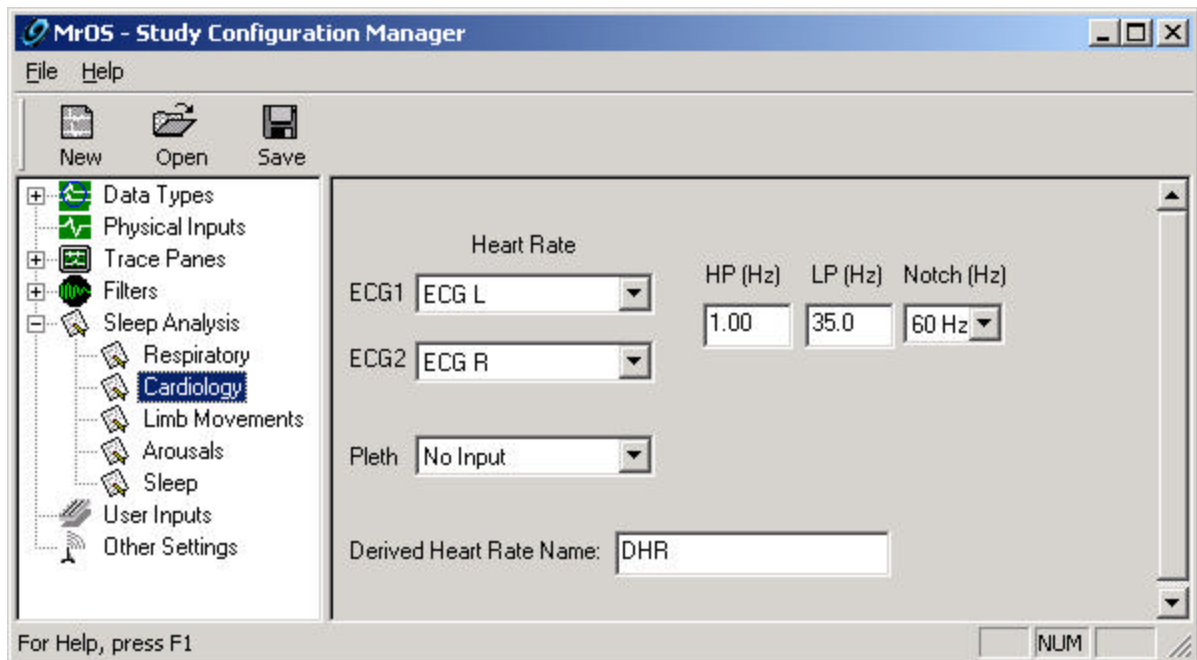 MrOS - Study Configuration Manager
File Help
New Open Save
Data Types
Physical Inputs
Trace Panes
Filters
Sleep Analysis
Respiratory
Cardiology
Limb Movements
Arousals
Sleep
User Inputs
Other Settings
Heart Rate
HP (Hz) LP (Hz) Notch (Hz)
ECG1 ECG L 1.00 35.0 60 Hz
ECG2 ECG R
Pleth No Input
Derived Heart Rate Name: DHR
For Help, press F1 NUM